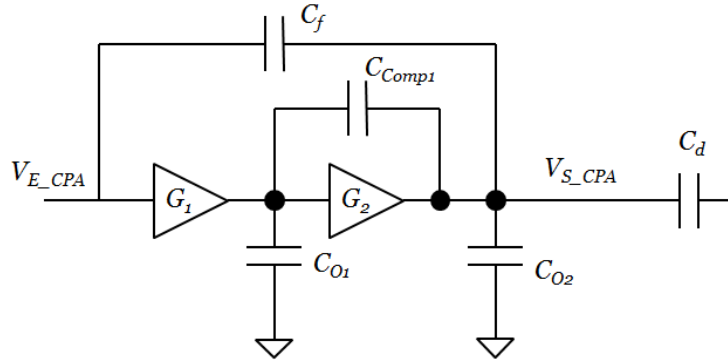 C_f
C_Comp1
V_E_CPA
G_1
G_2
V_S_CPA
C_d
C_O1
C_O2